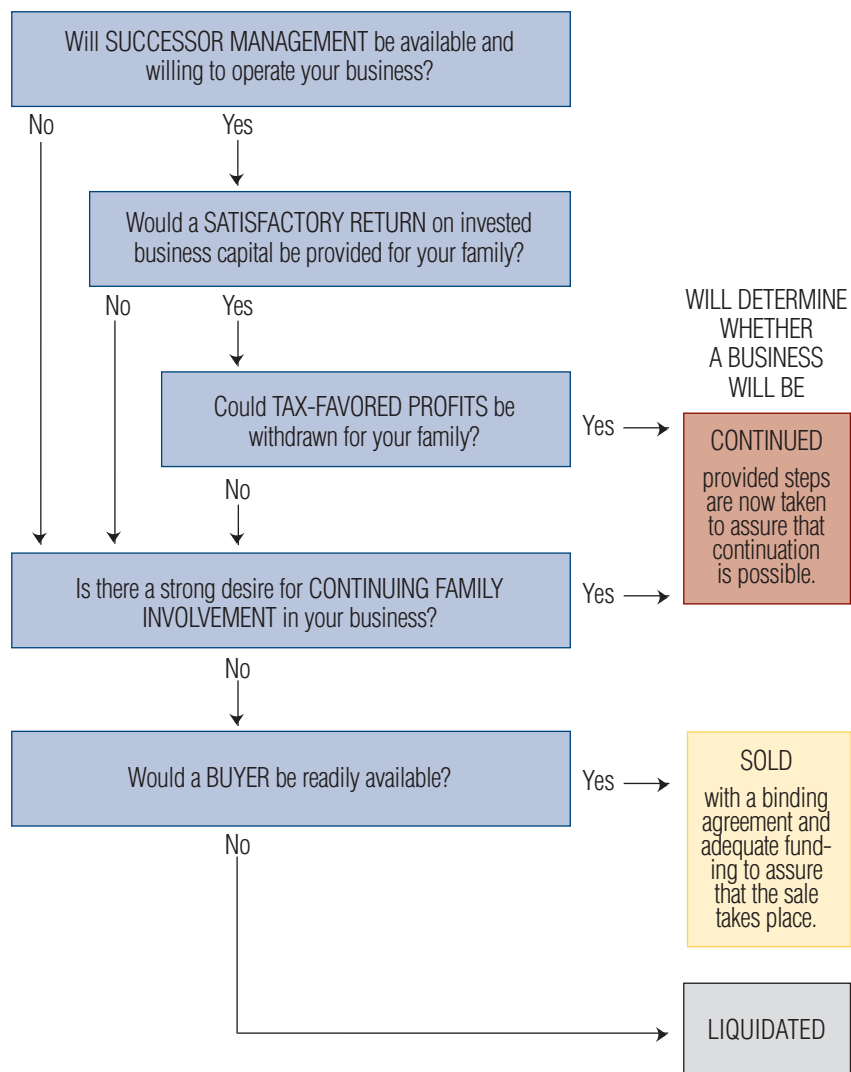 Will SUCCESSOR MANAGEMENT be available and
willing to operate your business?
No
Yes
Would a SATISFACTORY RETURN on invested
business capital be provided for your family?
No
Yes
WILL DETERMINE
WHETHER
A BUSINESS
WILL BE
Could TAX-FAVORED PROFITS be
withdrawn for your family?
Yes
CONTINUED
provided steps
are now taken
to assure that
continuation
is possible.
No
Is there a strong desire for CONTINUING FAMILY
INVOLVEMENT in your business?
Yes
No
Would a BUYER be readily available?
Yes
SOLD
with a binding
agreement and
adequate fund-
ing to assure
that the sale
takes place.
No
LIQUIDATED